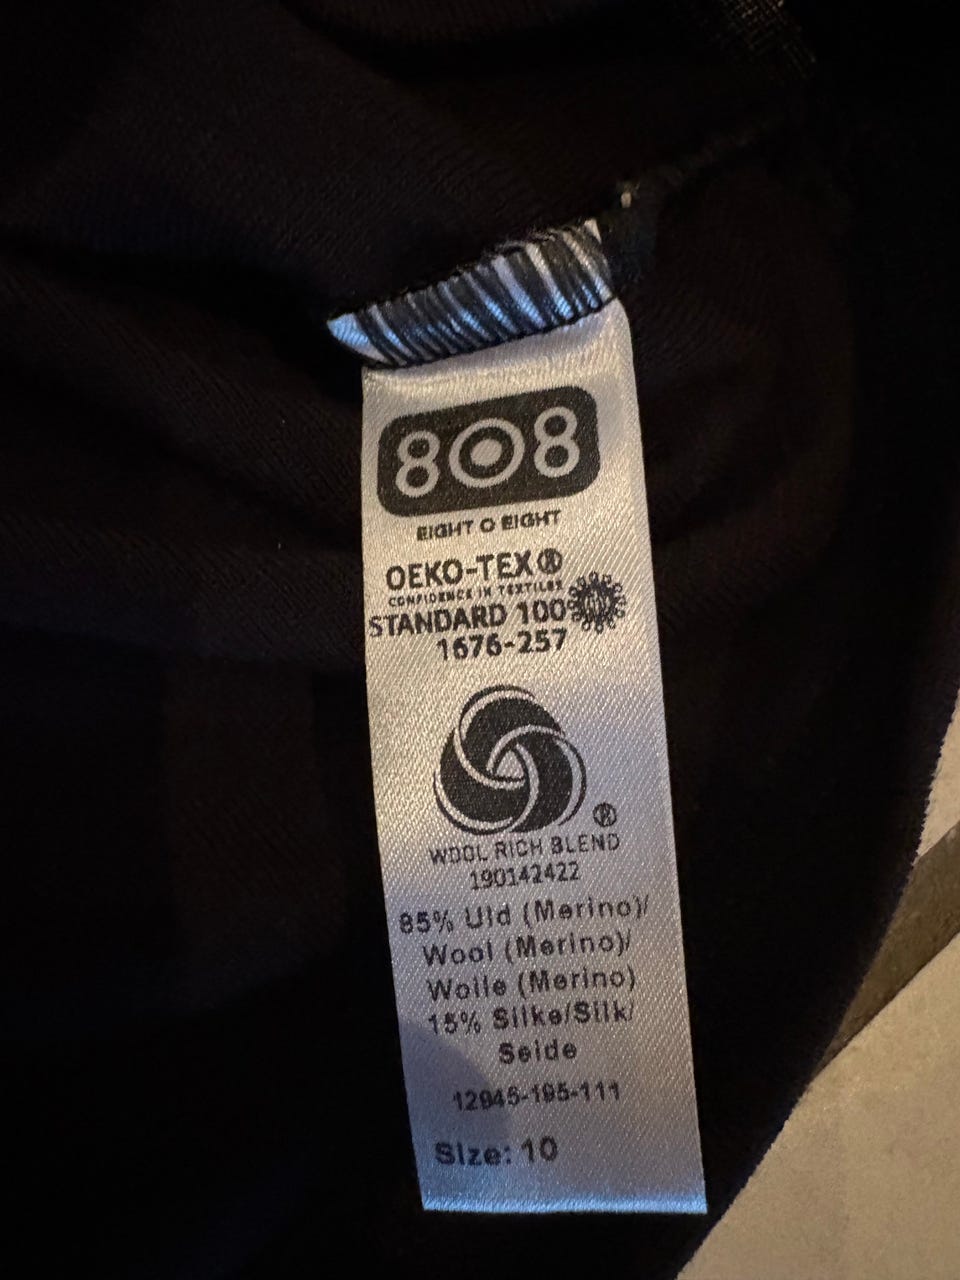 808
EIGHT O EIGHT
OEKO-TEX®
CONFIDENCE IN TEXTILES
STANDARD 100
1676-257
®
WOOL RICH BLEND
190142422
85% Uld (Merino)/
Wool (Merino)/
Wolle (Merino)
15% Silke/Silk/
Seide
12945-195-111
Size: 10